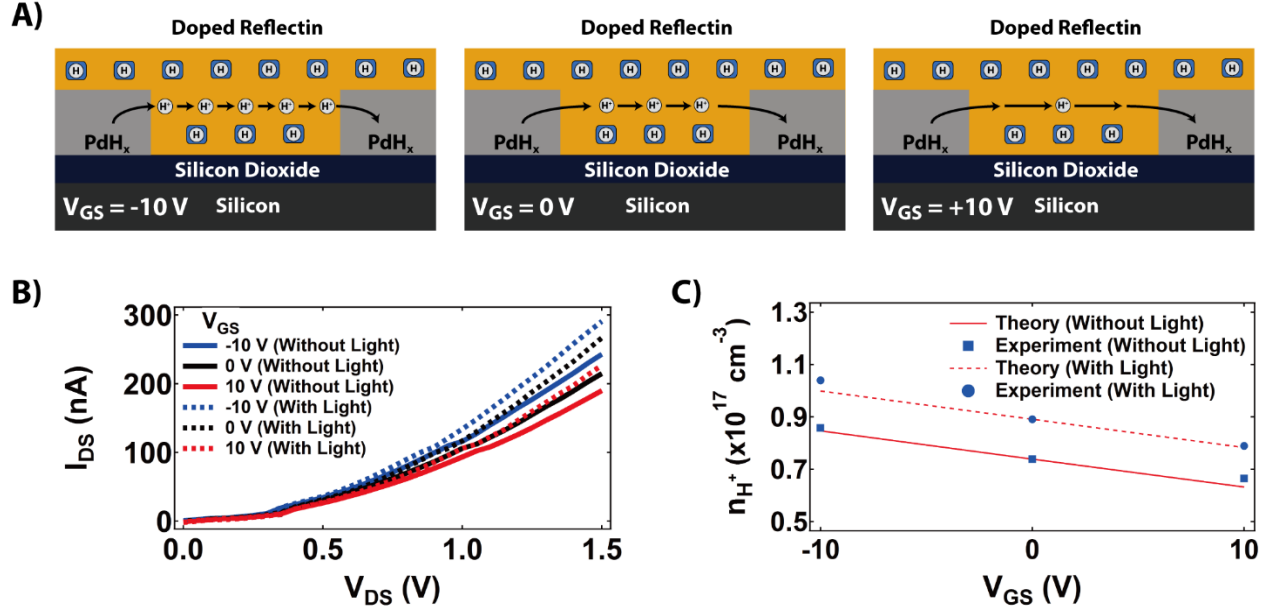 A)
Doped Reflectin
Doped Reflectin
Doped Reflectin
H H H H H H H H
H H H H H H H H
H H H H H H H H
H+ H+ H+ H+ H+
H+ H+ H+
H+
H H H
H H H
H H H
PdHx PdHx
PdHx PdHx
PdHx PdHx
Silicon Dioxide
Silicon Dioxide
Silicon Dioxide
VGS = -10 V Silicon
VGS = 0 V Silicon
VGS = +10 V Silicon
B)
300
200
100
0
IDS (nA)
VGS
-10 V (Without Light)
0 V (Without Light)
10 V (Without Light)
-10 V (With Light)
0 V (With Light)
10 V (With Light)
0.0 0.5 1.0 1.5
VDS (V)
C)
1.3
1.1
0.9
0.7
0.5
nH+ (x10^17 cm^-3)
Theory (Without Light)
Experiment (Without Light)
Theory (With Light)
Experiment (With Light)
-10 0 10
VGS (V)